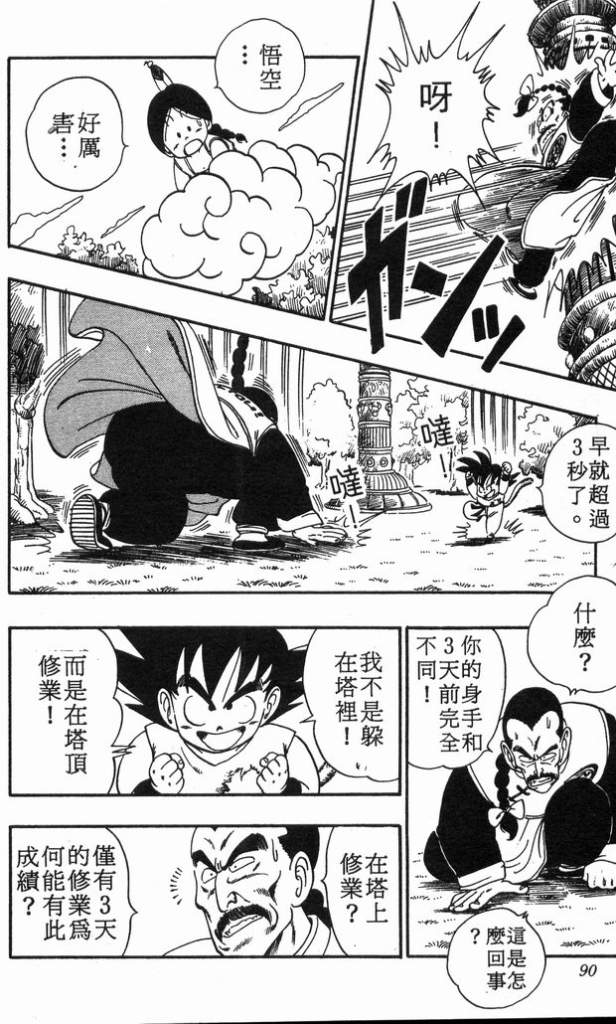 呀！
ガンッ
悟空
…
好厲
害…
早就超過
3秒了。
噠！！
噠！！
什麼？
你的身手和
3天前完全
不同！
這是怎
麼回事
？
我不是躲
在塔裡！
而是在塔頂
修業！
在塔上
修業？
僅有3天
的修業為
何能有此
成績？
90